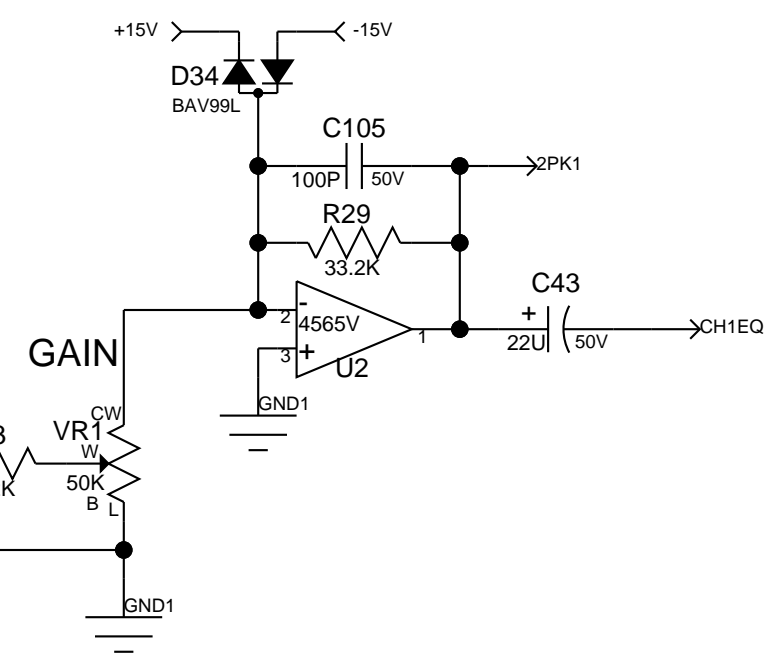 +15V
-15V
D34
BAV99L
C105
100P
50V
2PK1
R29
33.2K
C43
2
-
4565V
+
22U
50V
CH1EQ
1
3
+
U2
GAIN
GND1
CW
VR1
W
50K
K
B
L
GND1